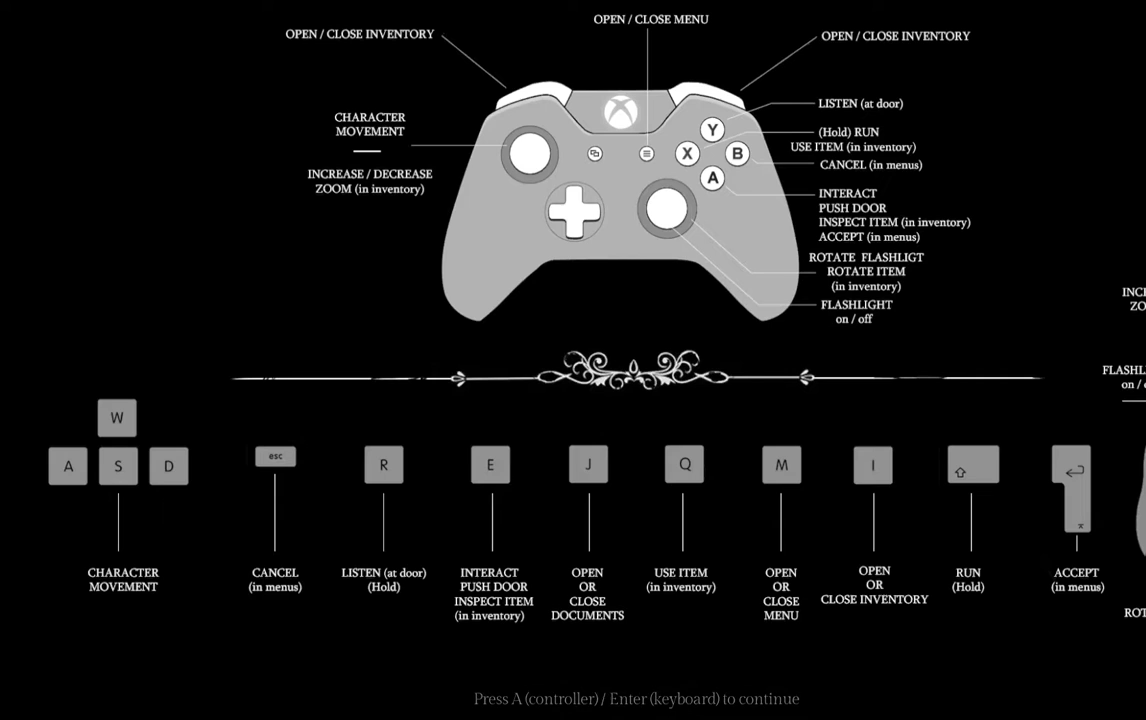 OPEN / CLOSE MENU
OPEN / CLOSE INVENTORY
OPEN / CLOSE INVENTORY
CHARACTER
MOVEMENT
INCREASE / DECREASE
ZOOM (in inventory)
Y
X
B
A
LISTEN (at door)
(Hold) RUN
USE ITEM (in inventory)
CANCEL (in menus)
INTERACT
PUSH DOOR
INSPECT ITEM (in inventory)
ACCEPT (in menus)
ROTATE FLASHLIGT
ROTATE ITEM
(in inventory)
FLASHLIGHT
on / off
W
A S D
esc
R
E
J
Q
M
I
CHARACTER
MOVEMENT
CANCEL
(in menus)
LISTEN (at door)
(Hold)
INTERACT
PUSH DOOR
INSPECT ITEM
(in inventory)
OPEN
OR
CLOSE
DOCUMENTS
USE ITEM
(in inventory)
OPEN
OR
CLOSE
MENU
OPEN
OR
CLOSE INVENTORY
RUN
(Hold)
ACCEPT
(in menus)
Press A (controller) / Enter (keyboard) to continue